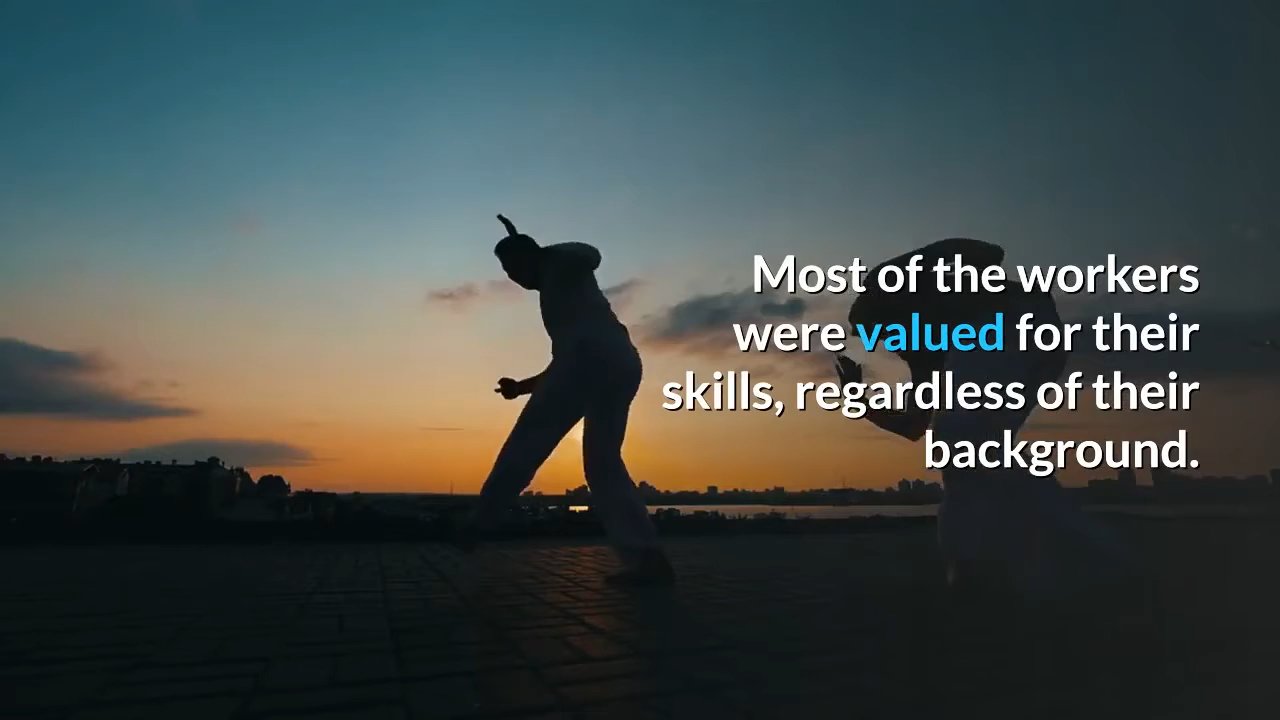 Most of the workers
were valued for their
skills, regardless of their
background.